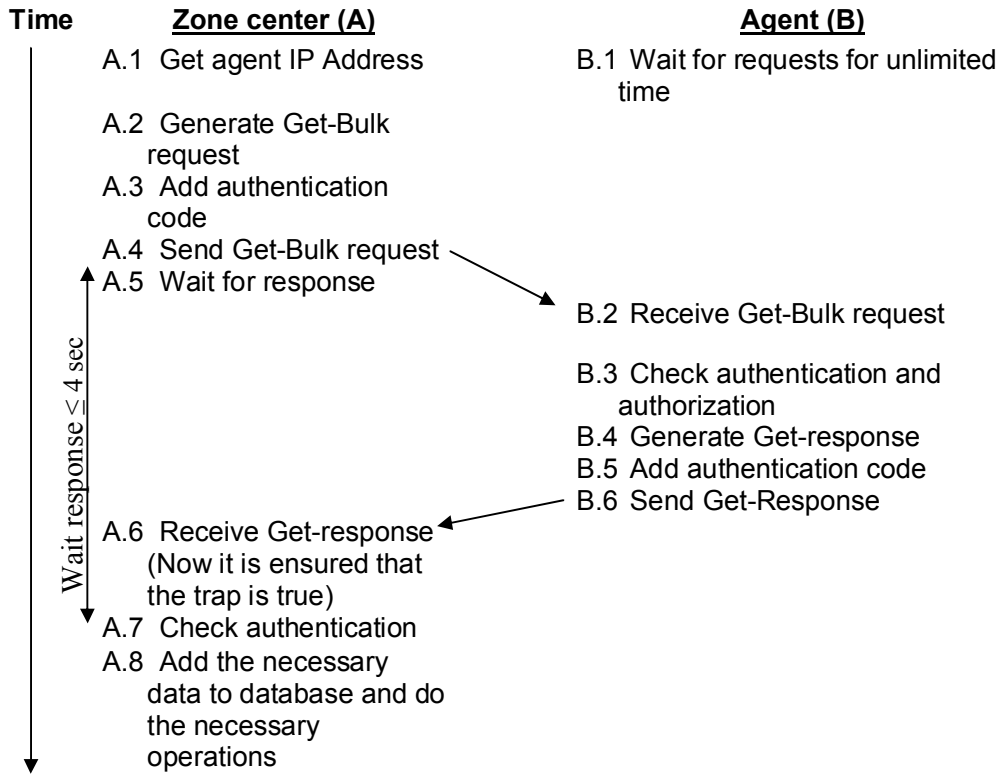 Time Zone center (A) Agent (B)
A.1 Get agent IP Address
B.1 Wait for requests for unlimited
time
A.2 Generate Get-Bulk
request
A.3 Add authentication
code
A.4 Send Get-Bulk request
A.5 Wait for response
Wait response ≤ 4 sec
B.2 Receive Get-Bulk request
B.3 Check authentication and
authorization
B.4 Generate Get-response
B.5 Add authentication code
B.6 Send Get-Response
A.6 Receive Get-response
(Now it is ensured that
the trap is true)
A.7 Check authentication
A.8 Add the necessary
data to database and do
the necessary
operations